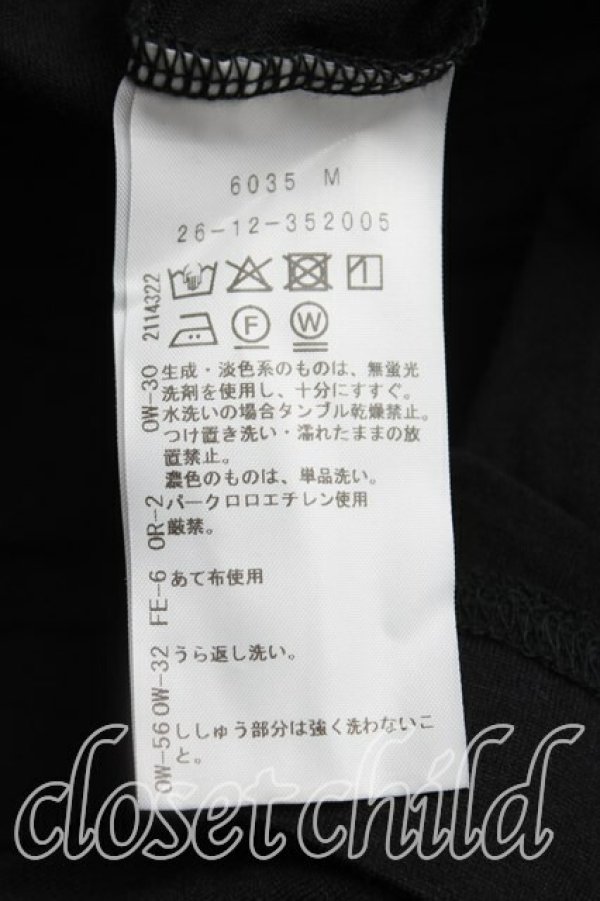 6035 M
26-12-352005
2114322
F
W
OW-30
生成・淡色系のものは、無蛍光
洗剤を使用し、十分にすすぐ。
水洗いの場合タンブル乾燥禁止。
つけ置き洗い・濡れたままの放
置禁止。
濃色のものは、単品洗い。
OR-2
パークロロエチレン使用
厳禁。
FE-6
あて布使用
OW-32
うら返し洗い。
OW-56
ししゅう部分は強く洗わないこ
と。
closet child